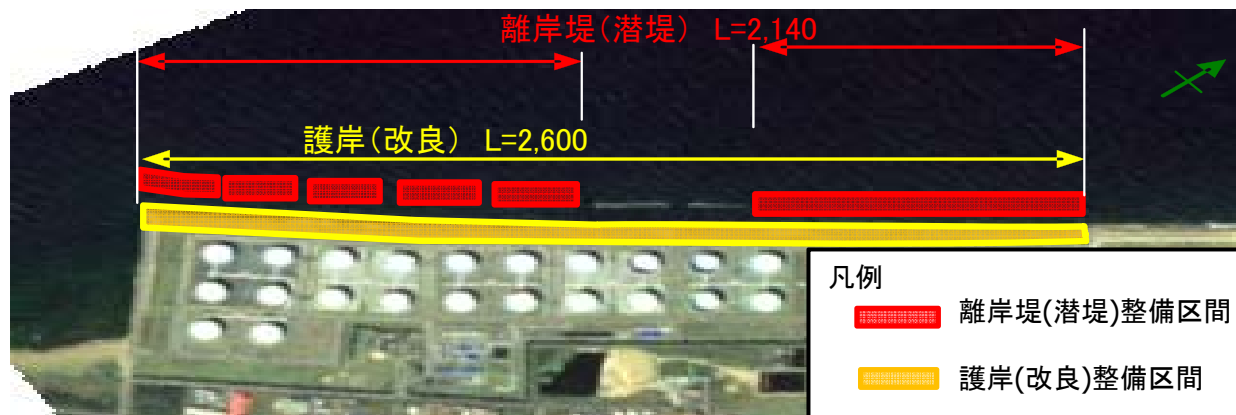 離岸堤(潜堤) L=2,140
護岸(改良) L=2,600
凡例
離岸堤(潜堤)整備区間
護岸(改良)整備区間